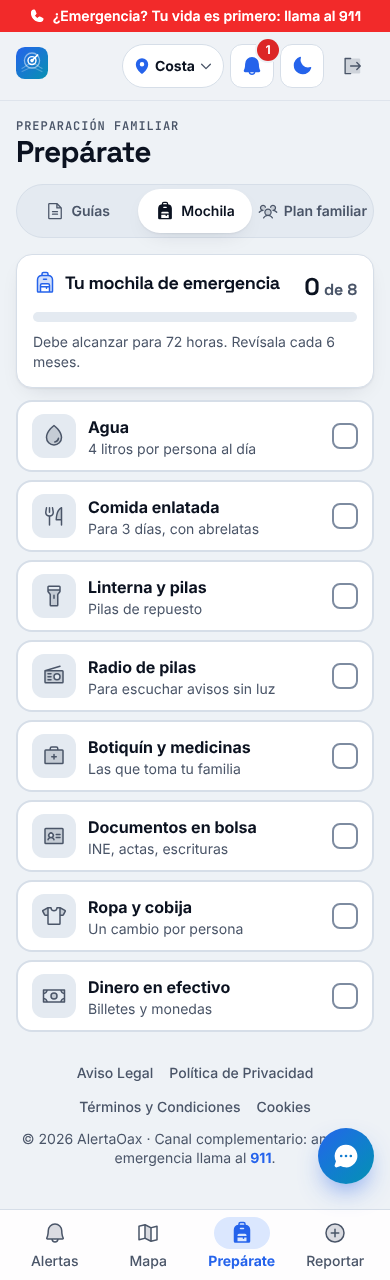 ¿Emergencia? Tu vida es primero: llama al 911
Costa
1
PREPARACIÓN FAMILIAR
Prepárate
Guías
Mochila
Plan familiar
Tu mochila de emergencia
0 de 8
Debe alcanzar para 72 horas. Revísala cada 6
meses.
Agua
4 litros por persona al día
Comida enlatada
Para 3 días, con abrelatas
Linterna y pilas
Pilas de repuesto
Radio de pilas
Para escuchar avisos sin luz
Botiquín y medicinas
Las que toma tu familia
Documentos en bolsa
INE, actas, escrituras
Ropa y cobija
Un cambio por persona
Dinero en efectivo
Billetes y monedas
Aviso Legal Política de Privacidad
Términos y Condiciones Cookies
© 2026 AlertaOax · Canal complementario:
emergencia llama al 911.
Alertas
Mapa
Prepárate
Reportar